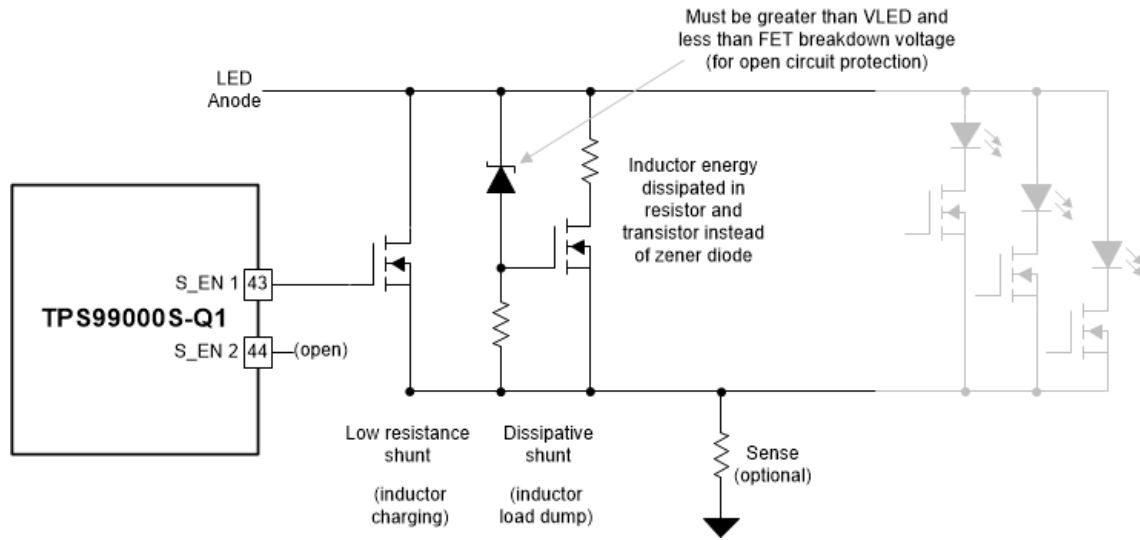 Must be greater than VLED and
less than FET breakdown voltage
(for open circuit protection)
LED
Anode
Inductor energy
dissipated in
resistor and
transistor instead
of zener diode
S_EN 1
43
TPS99000S-Q1
S_EN 2
44
(open)
Low resistance
shunt
(inductor
charging)
Dissipative
shunt
(inductor
load dump)
Sense
(optional)